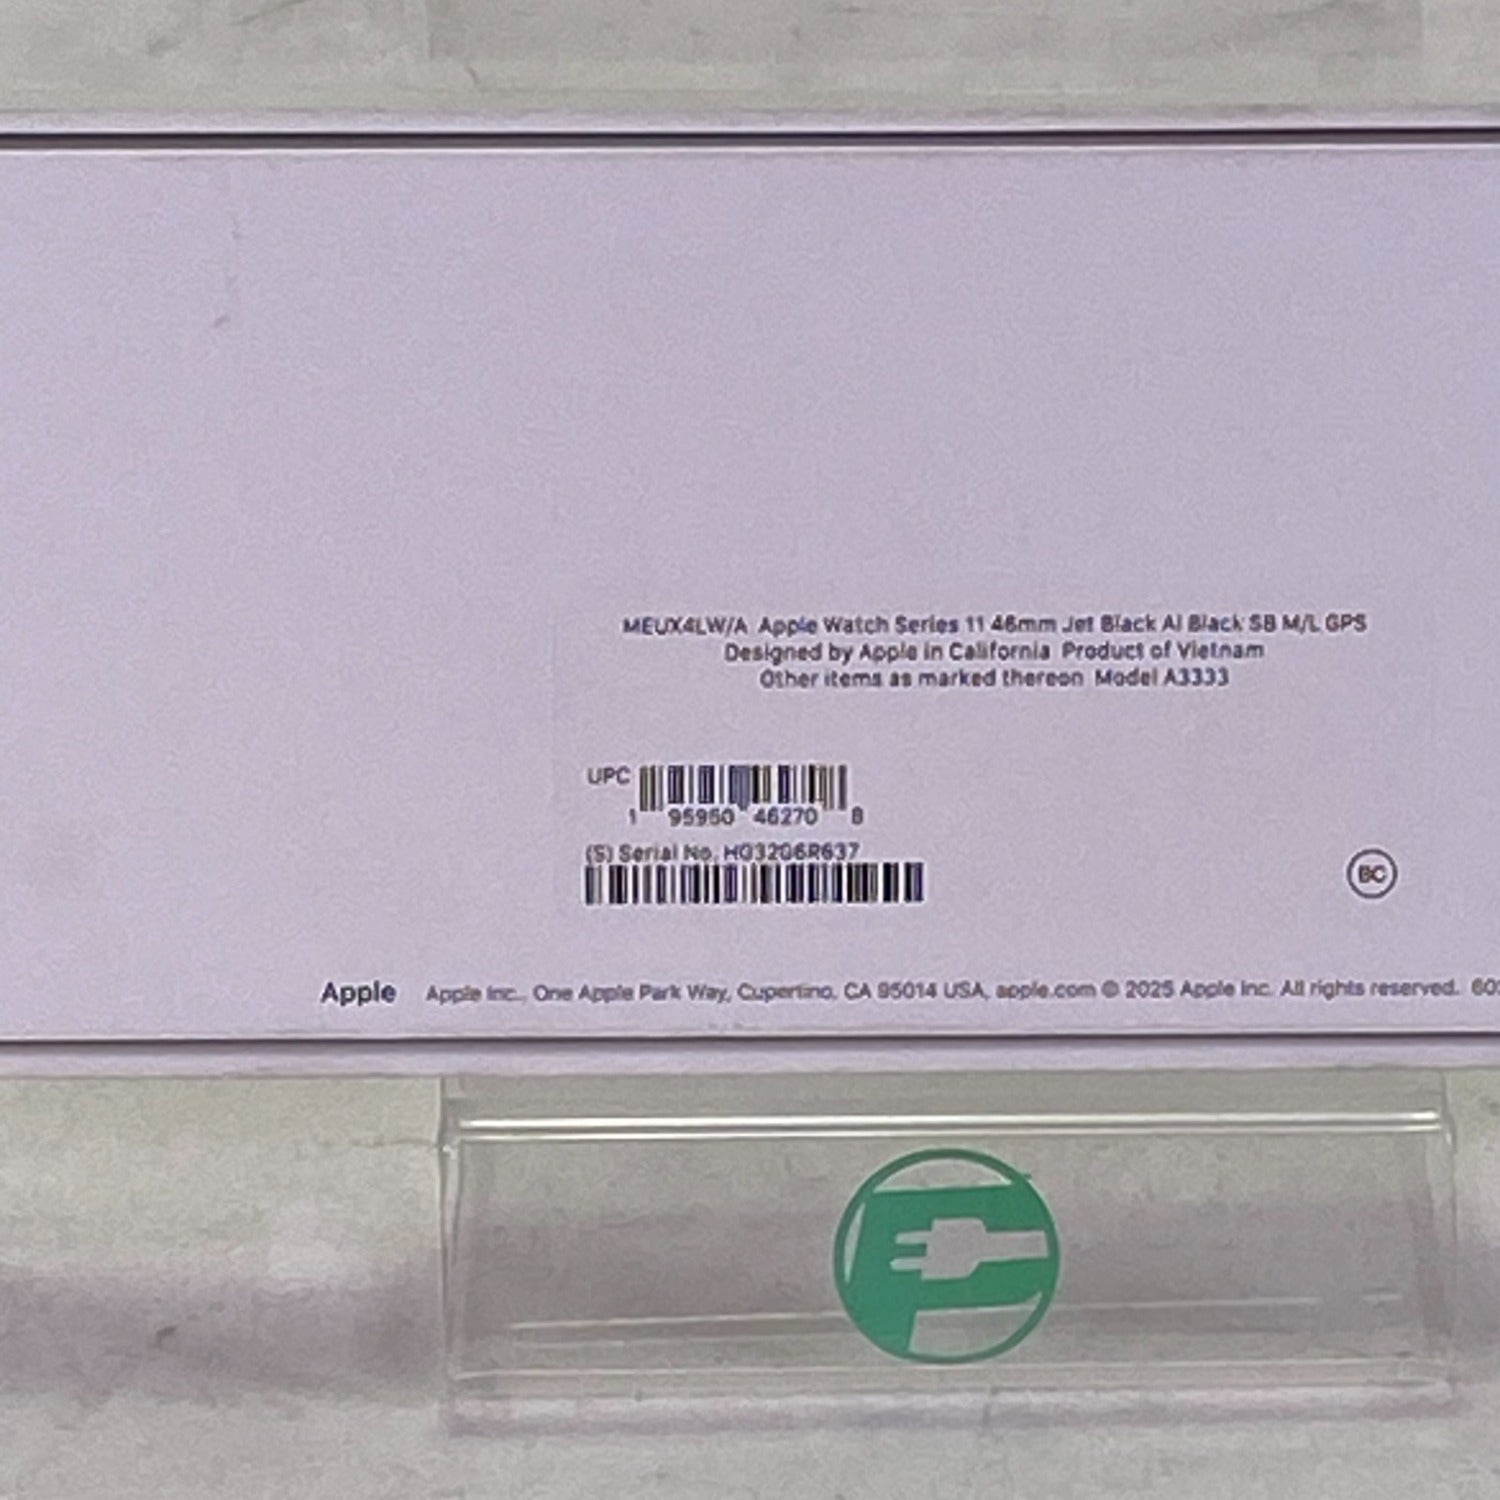 MEUX4LW/A Apple Watch Series 11 46mm Jet Black Al Black SB M/L GPS
Designed by Apple in California Product of Vietnam
Other items as marked thereon Model A3333
UPC
1 95950 46270 8
(S) Serial No.
BC
Apple Apple Inc., One Apple Park Way, Cupertino, CA 95014 USA, apple.com © 2025 Apple Inc. All rights reserved.